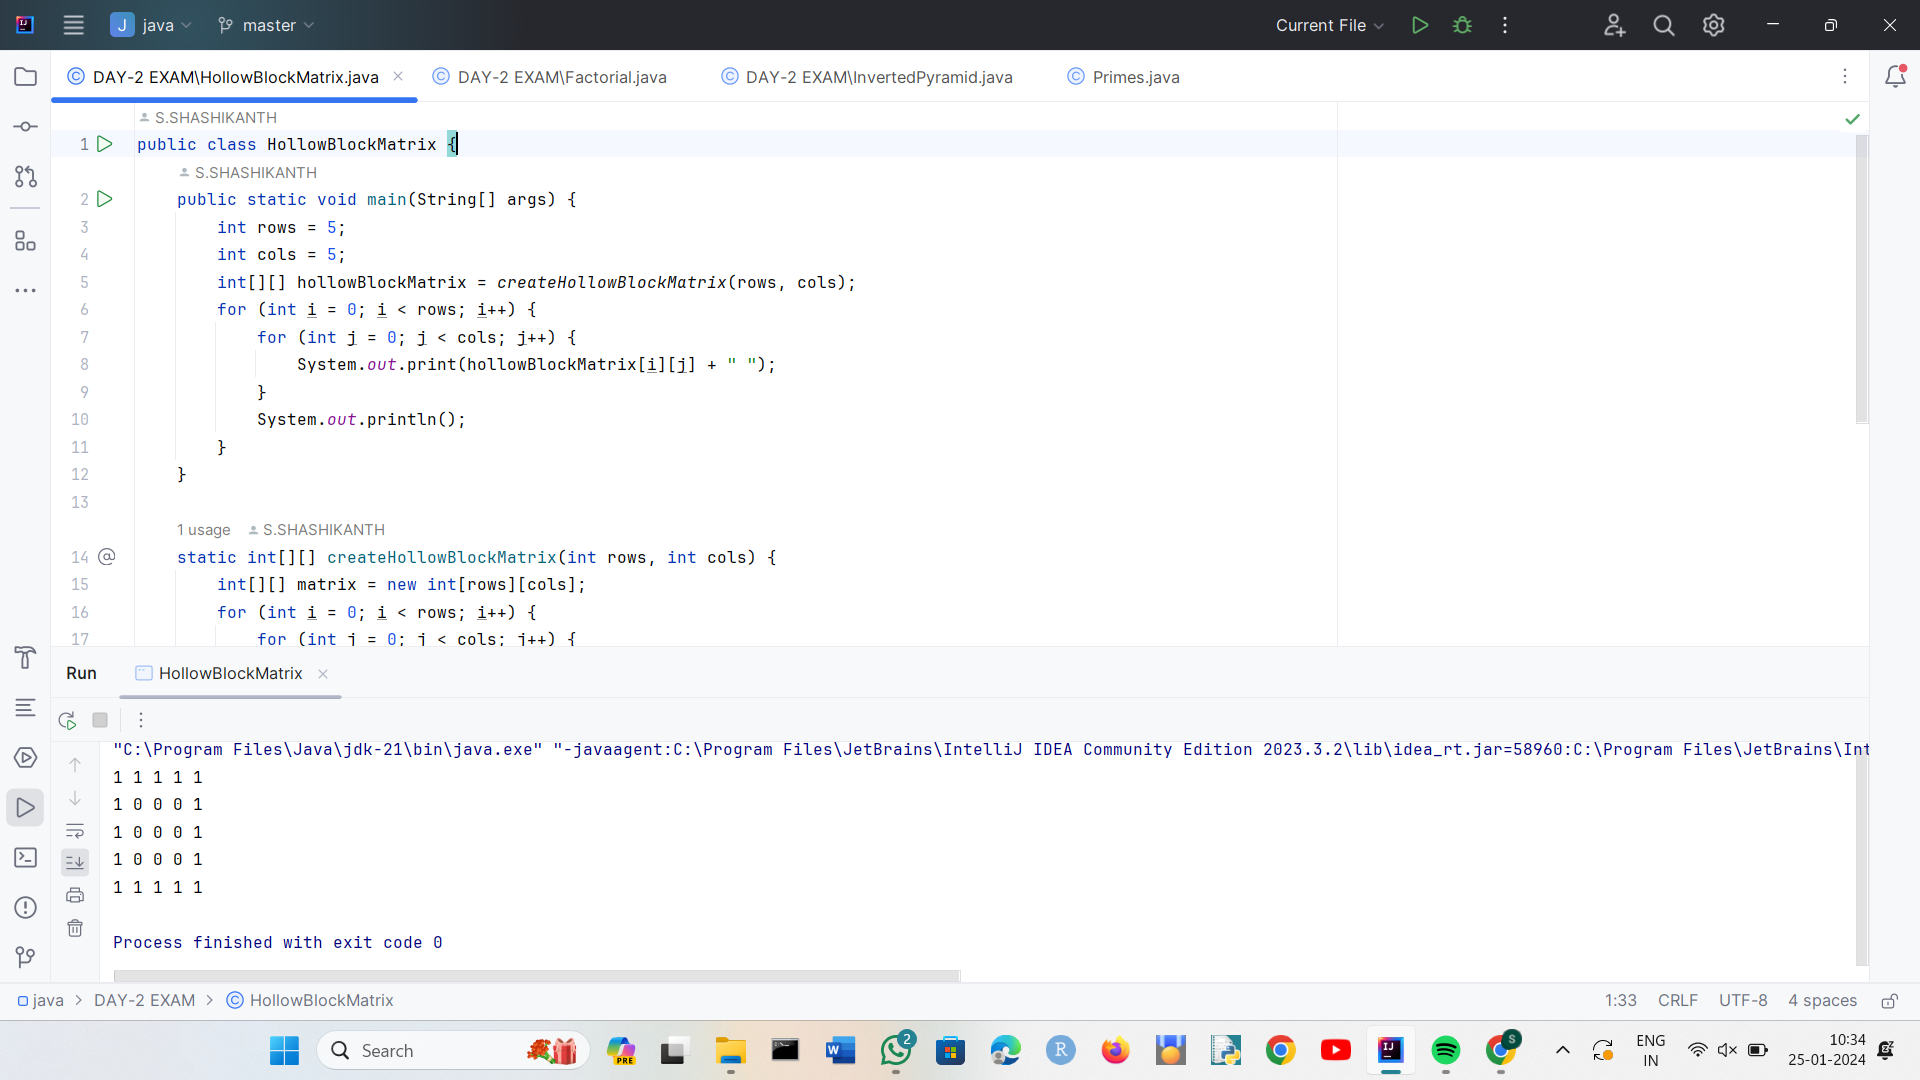 J java master Current File
DAY-2 EXAM\HollowBlockMatrix.java DAY-2 EXAM\Factorial.java DAY-2 EXAM\InvertedPyramid.java Primes.java
S.SHASHIKANTH
1 public class HollowBlockMatrix {
S.SHASHIKANTH
2 public static void main(String[] args) {
3 int rows = 5;
4 int cols = 5;
5 int[][] hollowBlockMatrix = createHollowBlockMatrix(rows, cols);
6 for (int i = 0; i < rows; i++) {
7 for (int j = 0; j < cols; j++) {
8 System.out.print(hollowBlockMatrix[i][j] + " ");
9 }
10 System.out.println();
11 }
12 }
13
1 usage S.SHASHIKANTH
14 static int[][] createHollowBlockMatrix(int rows, int cols) {
15 int[][] matrix = new int[rows][cols];
16 for (int i = 0; i < rows; i++) {
17 for (int j = 0; j < cols; j++) {
Run HollowBlockMatrix
"C:\Program Files\Java\jdk-21\bin\java.exe" "-javaagent:C:\Program Files\JetBrains\IntelliJ IDEA Community Edition 2023.3.2\lib\idea_rt.jar=58960:C:\Program Files\JetBrains\Int
1 1 1 1 1
1 0 0 0 1
1 0 0 0 1
1 0 0 0 1
1 1 1 1 1
Process finished with exit code 0
java > DAY-2 EXAM > HollowBlockMatrix 1:33 CRLF UTF-8 4 spaces
Search PRE 2 S ENG 10:34
IN 25-01-2024